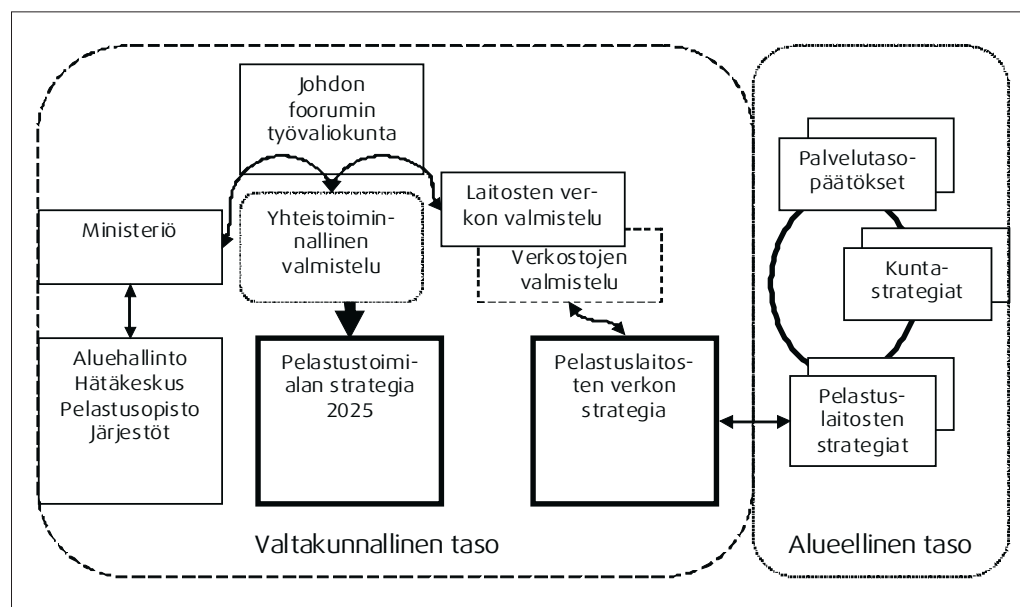 Johdon
foorumin
työvaliokunta
Ministeriö
Yhteistoimin-
nallinen
valmistelu
Laitosten ver-
kon valmistelu
Verkostojen
valmistelu
Aluehallinto
Hätäkeskus
Pelastusopisto
Järjestöt
Pelastustoimi-
alan strategia
2025
Pelastuslaitos-
ten verkon
strategia
Valtakunnallinen taso
Palvelutaso-
päätökset
Kunta-
strategiat
Pelastus-
laitosten
strategiat
Alueellinen taso